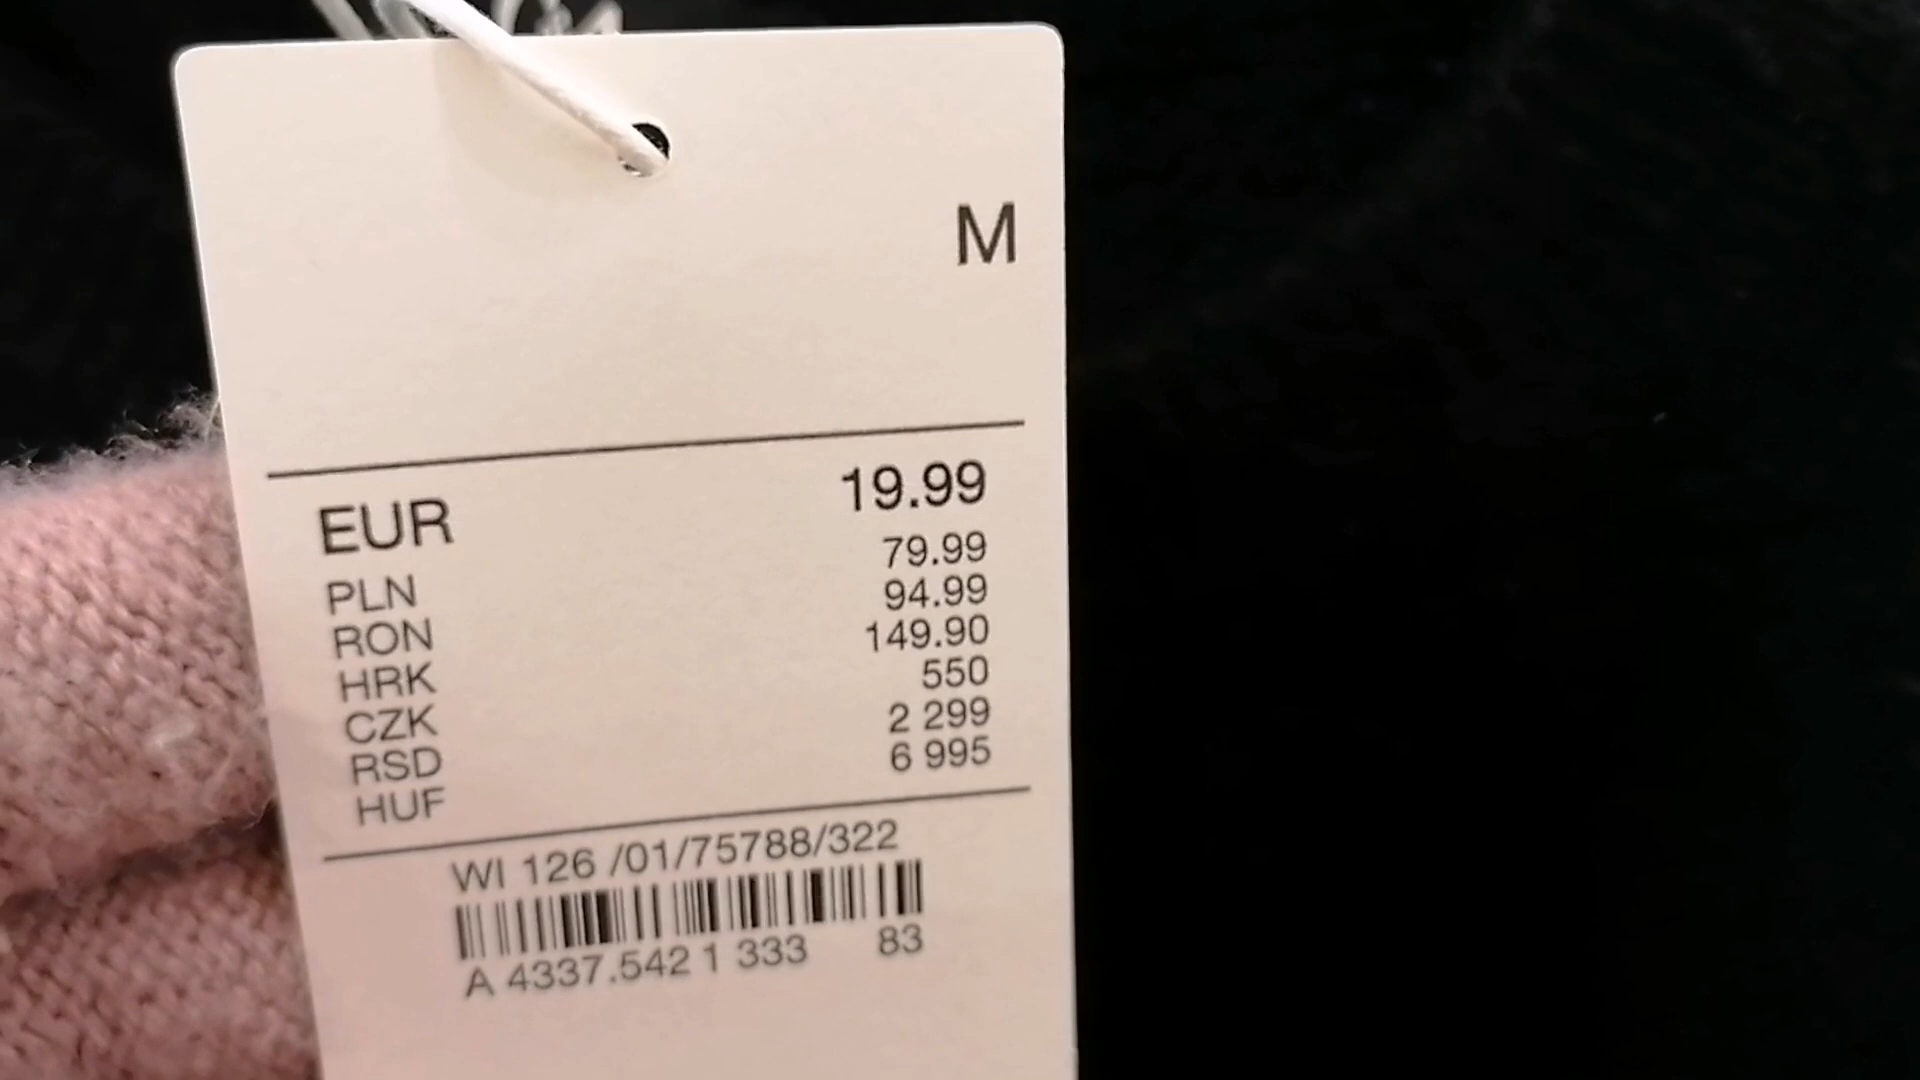 M
EUR 19.99
PLN 79.99
RON 94.99
HRK 149.90
CZK 550
RSD 2 299
HUF 6 995
WI 126 /01/75788/322
A 4337.542 1 333 83